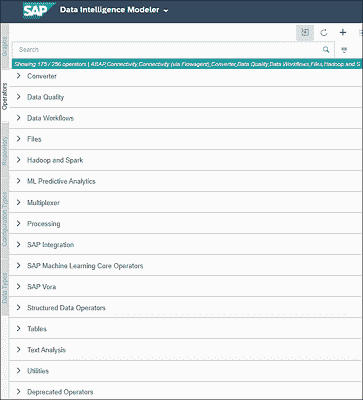 SAP Data Intelligence Modeler
Graphs
Operators
Repository
Configuration Types
Data Types
Search
Showing 175 / 256 operators | ABAP,Connectivity,Connectivity (via Flowagent),Converter,Data Quality,Data Workflows,Files,Hadoop and S
Converter
Data Quality
Data Workflows
Files
Hadoop and Spark
ML Predictive Analytics
Multiplexer
Processing
SAP Integration
SAP Machine Learning Core Operators
SAP Vora
Structured Data Operators
Tables
Text Analysis
Utilities
Deprecated Operators